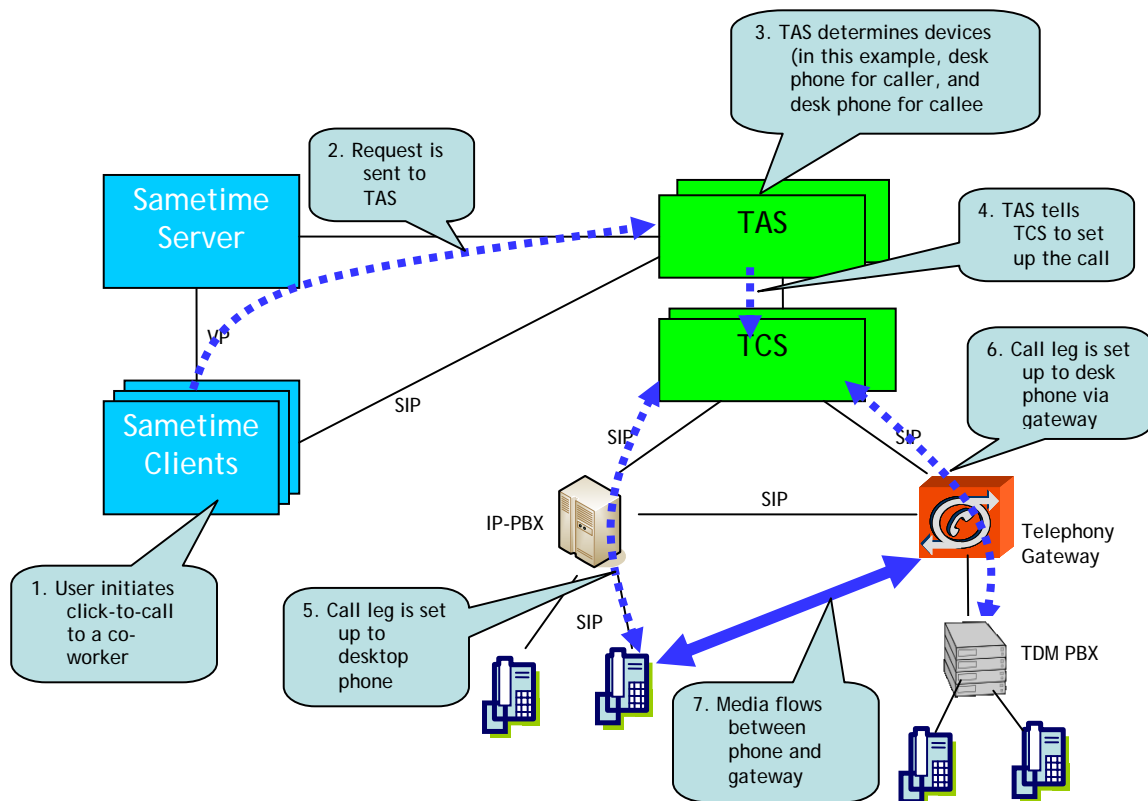 3. TAS determines devices
(in this example, desk
phone for caller, and
desk phone for callee
2. Request is
sent to
TAS
Sametime
Server
TAS
4. TAS tells
TCS to set
up the call
VP
TCS
6. Call leg is set
up to desk
phone via
gateway
SIP
Sametime
Clients
SIP
SIP
SIP
IP-PBX
Telephony
Gateway
1. User initiates
click-to-call
to a co-
worker
5. Call leg is set
up to
desktop
phone
SIP
TDM PBX
7. Media flows
between
phone and
gateway